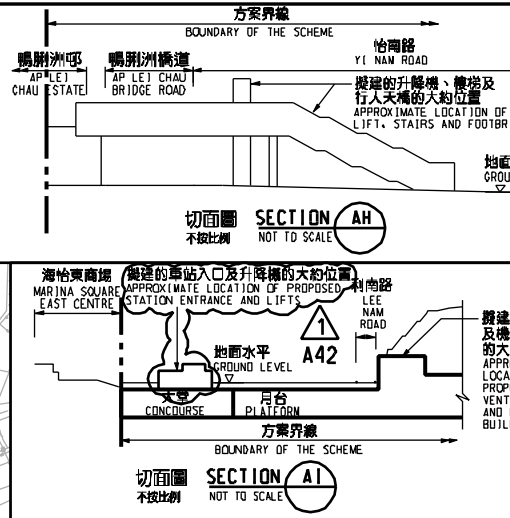 方案界線
BOUNDARY OF THE SCHEME
鴨脷洲邨
AP LEI
CHAU ESTATE
鴨脷洲橋道
AP LEI CHAU
BRIDGE ROAD
怡南路
YI NAM ROAD
擬建的升降機、樓梯及
行人天橋的大約位置
APPROXIMATE LOCATION OF
LIFT, STAIRS AND FOOTBR
地面
GROU
切面圖
不按比例
SECTION
NOT TO SCALE
AH
海怡東商場
MARINA SQUARE
EAST CENTRE
擬建的車站入口及升降機的大約位置
APPROXIMATE LOCATION OF PROPOSED
STATION ENTRANCE AND LIFTS
1
A42
利南路
LEE
NAM
ROAD
地面水平
GROUND LEVEL
擬建
及機
的大
APPRO
LOCA
PROP
VENT
AND
BUIL
大堂
CONCOURSE
月台
PLATFORM
方案界線
BOUNDARY OF THE SCHEME
切面圖
不按比例
SECTION
NOT TO SCALE
AI